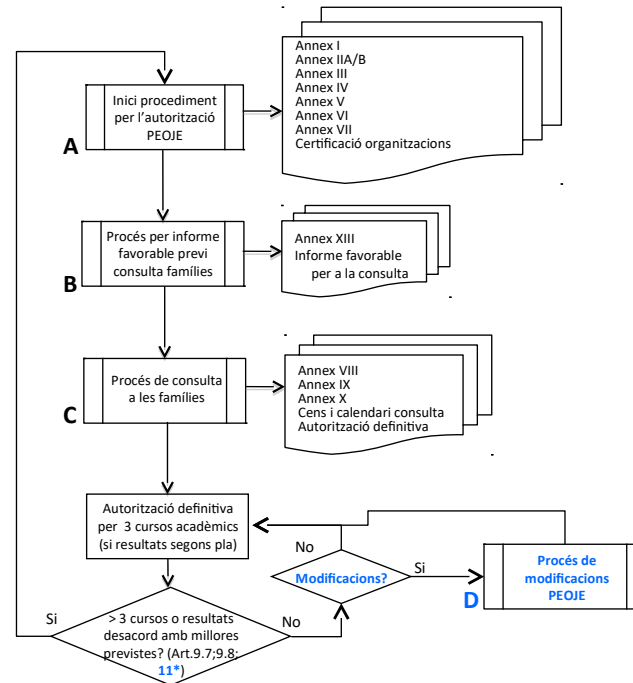 Inici procediment
per l'autorització
PEOJE
A
Annex I
Annex IIA/B
Annex III
Annex IV
Annex V
Annex VI
Annex VII
Certificació organitzacions
Procés per informe
favorable previ
consulta famílies
B
Annex XIII
Informe favorable
per a la consulta
Procés de consulta
a les famílies
C
Annex VIII
Annex IX
Annex X
Cens i calendari consulta
Autorització definitiva
Autorització definitiva
per 3 cursos acadèmics
(si resultats segons pla)
No
Modificacions?
Si
Procés de
modificacions
PEOJE
D
Si
> 3 cursos o resultats
desacord amb millores
previstes? (Art.9.7;9.8;
11*)
No